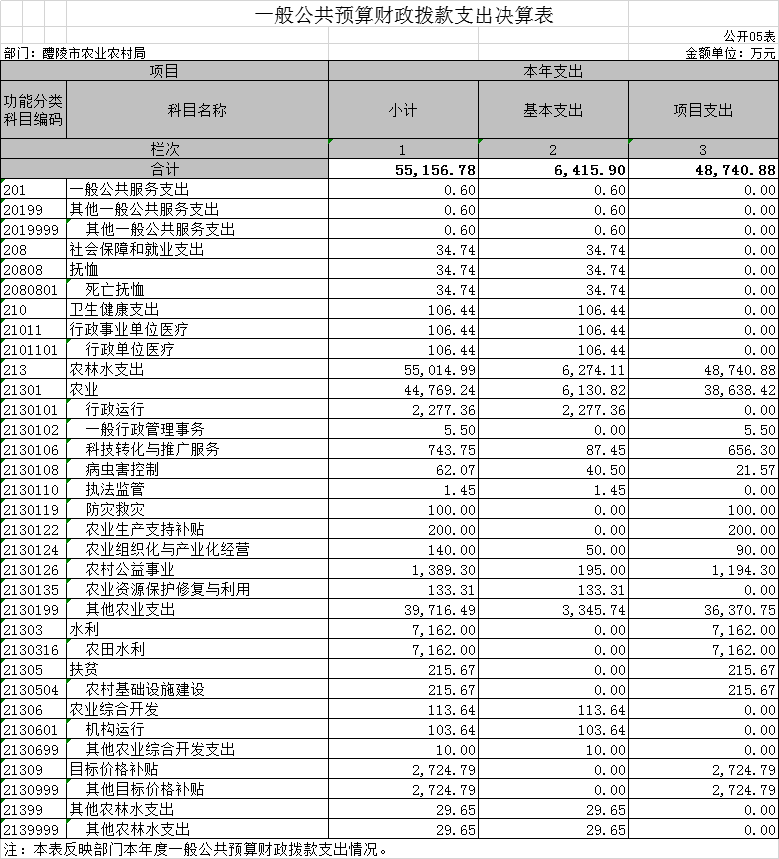 一般公共预算财政拨款支出决算表
公开05表
部门：醴陵市农业农村局 金额单位：万元
项目 本年支出
功能分类科目编码 科目名称 小计 基本支出 项目支出
栏次 1 2 3
合计 55,156.78 6,415.90 48,740.88
201 一般公共服务支出 0.60 0.60 0.00
20199 其他一般公共服务支出 0.60 0.60 0.00
2019999 其他一般公共服务支出 0.60 0.60 0.00
208 社会保障和就业支出 34.74 34.74 0.00
20808 抚恤 34.74 34.74 0.00
2080801 死亡抚恤 34.74 34.74 0.00
210 卫生健康支出 106.44 106.44 0.00
21011 行政事业单位医疗 106.44 106.44 0.00
2101101 行政单位医疗 106.44 106.44 0.00
213 农林水支出 55,014.99 6,274.11 48,740.88
21301 农业 44,769.24 6,130.82 38,638.42
2130101 行政运行 2,277.36 2,277.36 0.00
2130102 一般行政管理事务 5.50 0.00 5.50
2130106 科技转化与推广服务 743.75 87.45 656.30
2130108 病虫害控制 62.07 40.50 21.57
2130110 执法监管 1.45 1.45 0.00
2130119 防灾救灾 100.00 0.00 100.00
2130122 农业生产支持补贴 200.00 0.00 200.00
2130124 农业组织化与产业化经营 140.00 50.00 90.00
2130126 农村公益事业 1,389.30 195.00 1,194.30
2130135 农业资源保护修复与利用 133.31 133.31 0.00
2130199 其他农业支出 39,716.49 3,345.74 36,370.75
21303 水利 7,162.00 0.00 7,162.00
2130316 农田水利 7,162.00 0.00 7,162.00
21305 扶贫 215.67 0.00 215.67
2130504 农村基础设施建设 215.67 0.00 215.67
21306 农业综合开发 113.64 113.64 0.00
2130601 机构运行 103.64 103.64 0.00
2130699 其他农业综合开发支出 10.00 10.00 0.00
21309 目标价格补贴 2,724.79 0.00 2,724.79
2130999 其他目标价格补贴 2,724.79 0.00 2,724.79
21399 其他农林水支出 29.65 29.65 0.00
2139999 其他农林水支出 29.65 29.65 0.00
注：本表反映部门本年度一般公共预算财政拨款支出情况。